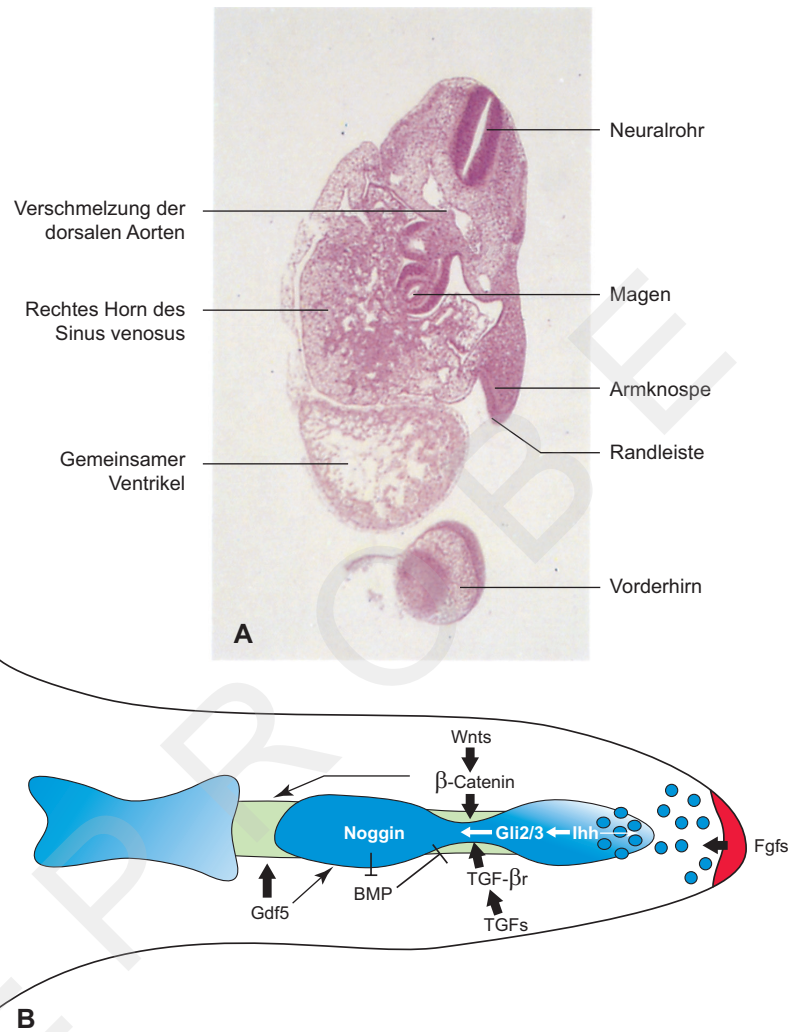 Neuralrohr
Verschmelzung der
dorsalen Aorten
Magen
Rechtes Horn des
Sinus venosus
Armknospe
Randleiste
Gemeinsamer
Ventrikel
Vorderhirn
A
Wnts
β-Catenin
Noggin
Gli2/3
Ihh
Fgfs
TGF-βr
BMP
Gdf5
TGFs
B
EPROBE